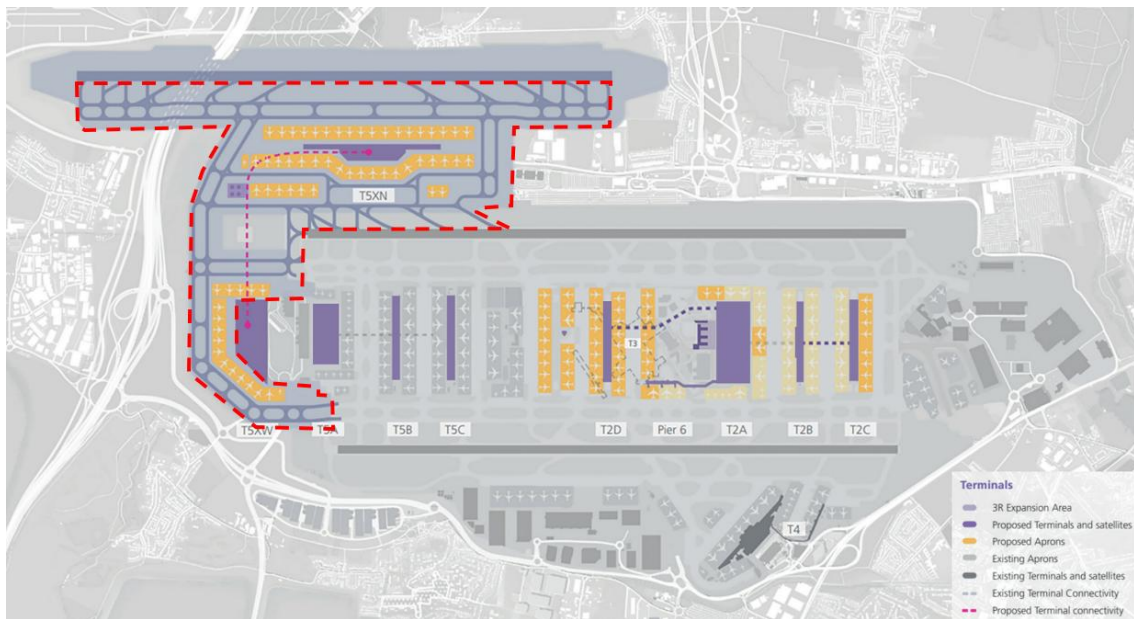 T5XN
T3
T5XW
T5A
T5B
T5C
T2D
Pier 6
T2A
T2B
T2C
T4
Terminals
3R Expansion Area
Proposed Terminals and satellites
Proposed Aprons
Existing Aprons
Existing Terminals and satellites
Existing Terminal Connectivity
Proposed Terminal connectivity